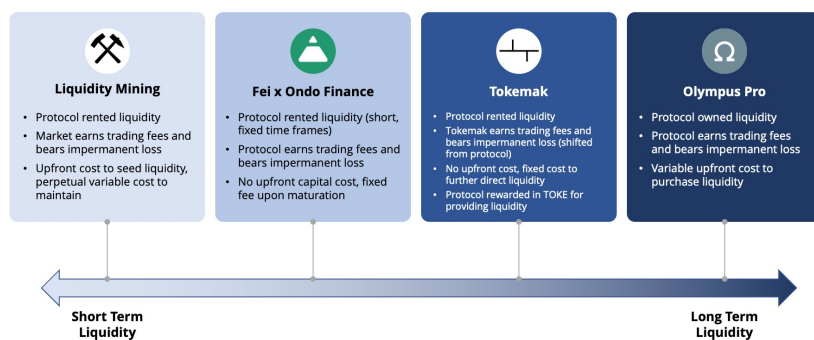 Liquidity Mining
• Protocol rented liquidity
• Market earns trading fees and
bears impermanent loss
• Upfront cost to seed liquidity,
perpetual variable cost to
maintain
Fei x Ondo Finance
• Protocol rented liquidity (short,
fixed time frames)
• Protocol earns trading fees and
bears impermanent loss
• No upfront capital cost, fixed
fee upon maturation
Tokemak
• Protocol rented liquidity
• Tokemak earns trading fees and
bears impermanent loss (shifted
from protocol)
• No upfront cost, fixed cost to
further direct liquidity
• Protocol rewarded in TOKE for
providing liquidity
Ω
Olympus Pro
• Protocol owned liquidity
• Protocol earns trading fees
and bears impermanent loss
• Variable upfront cost to
purchase liquidity
Short Term
Liquidity
Long Term
Liquidity